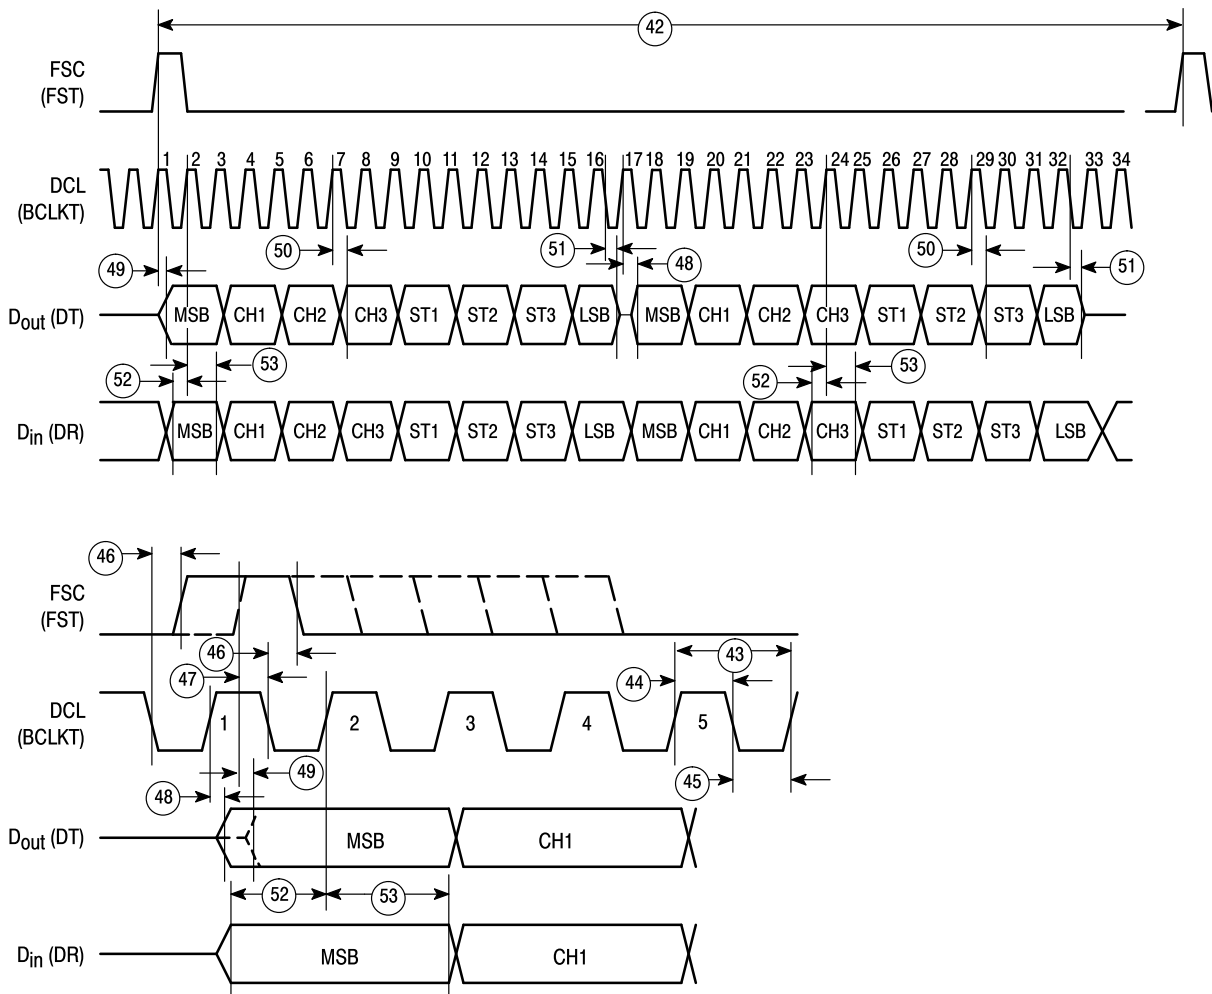 42
FSC
(FST)
1 2 3 4 5 6 7 8 9 10 11 12 13 14 15 16 17 18 19 20 21 22 23 24 25 26 27 28 29 30 31 32 33 34
DCL
(BCLKT)
50 51 50
49 48 51
Dout (DT) MSB CH1 CH2 CH3 ST1 ST2 ST3 LSB MSB CH1 CH2 CH3 ST1 ST2 ST3 LSB
53 53
52 52
Din (DR) MSB CH1 CH2 CH3 ST1 ST2 ST3 LSB MSB CH1 CH2 CH3 ST1 ST2 ST3 LSB
46
FSC
(FST)
46 43
47 44
DCL
(BCLKT)
1 2 3 4 5
49
48 45
Dout (DT) MSB CH1
52 53
Din (DR) MSB CH1